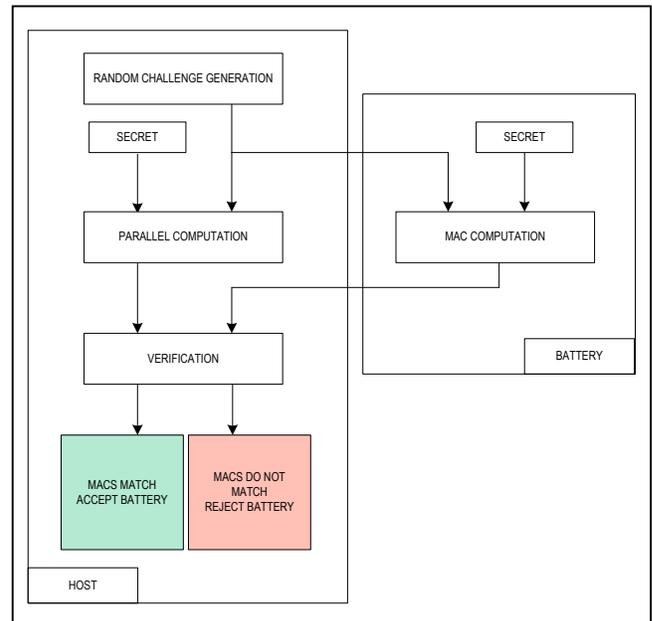 RANDOM CHALLENGE GENERATION
SECRET
SECRET
PARALLEL COMPUTATION
MAC COMPUTATION
VERIFICATION
BATTERY
MACS MATCH
ACCEPT BATTERY
MACS DO NOT
MATCH
REJECT BATTERY
HOST